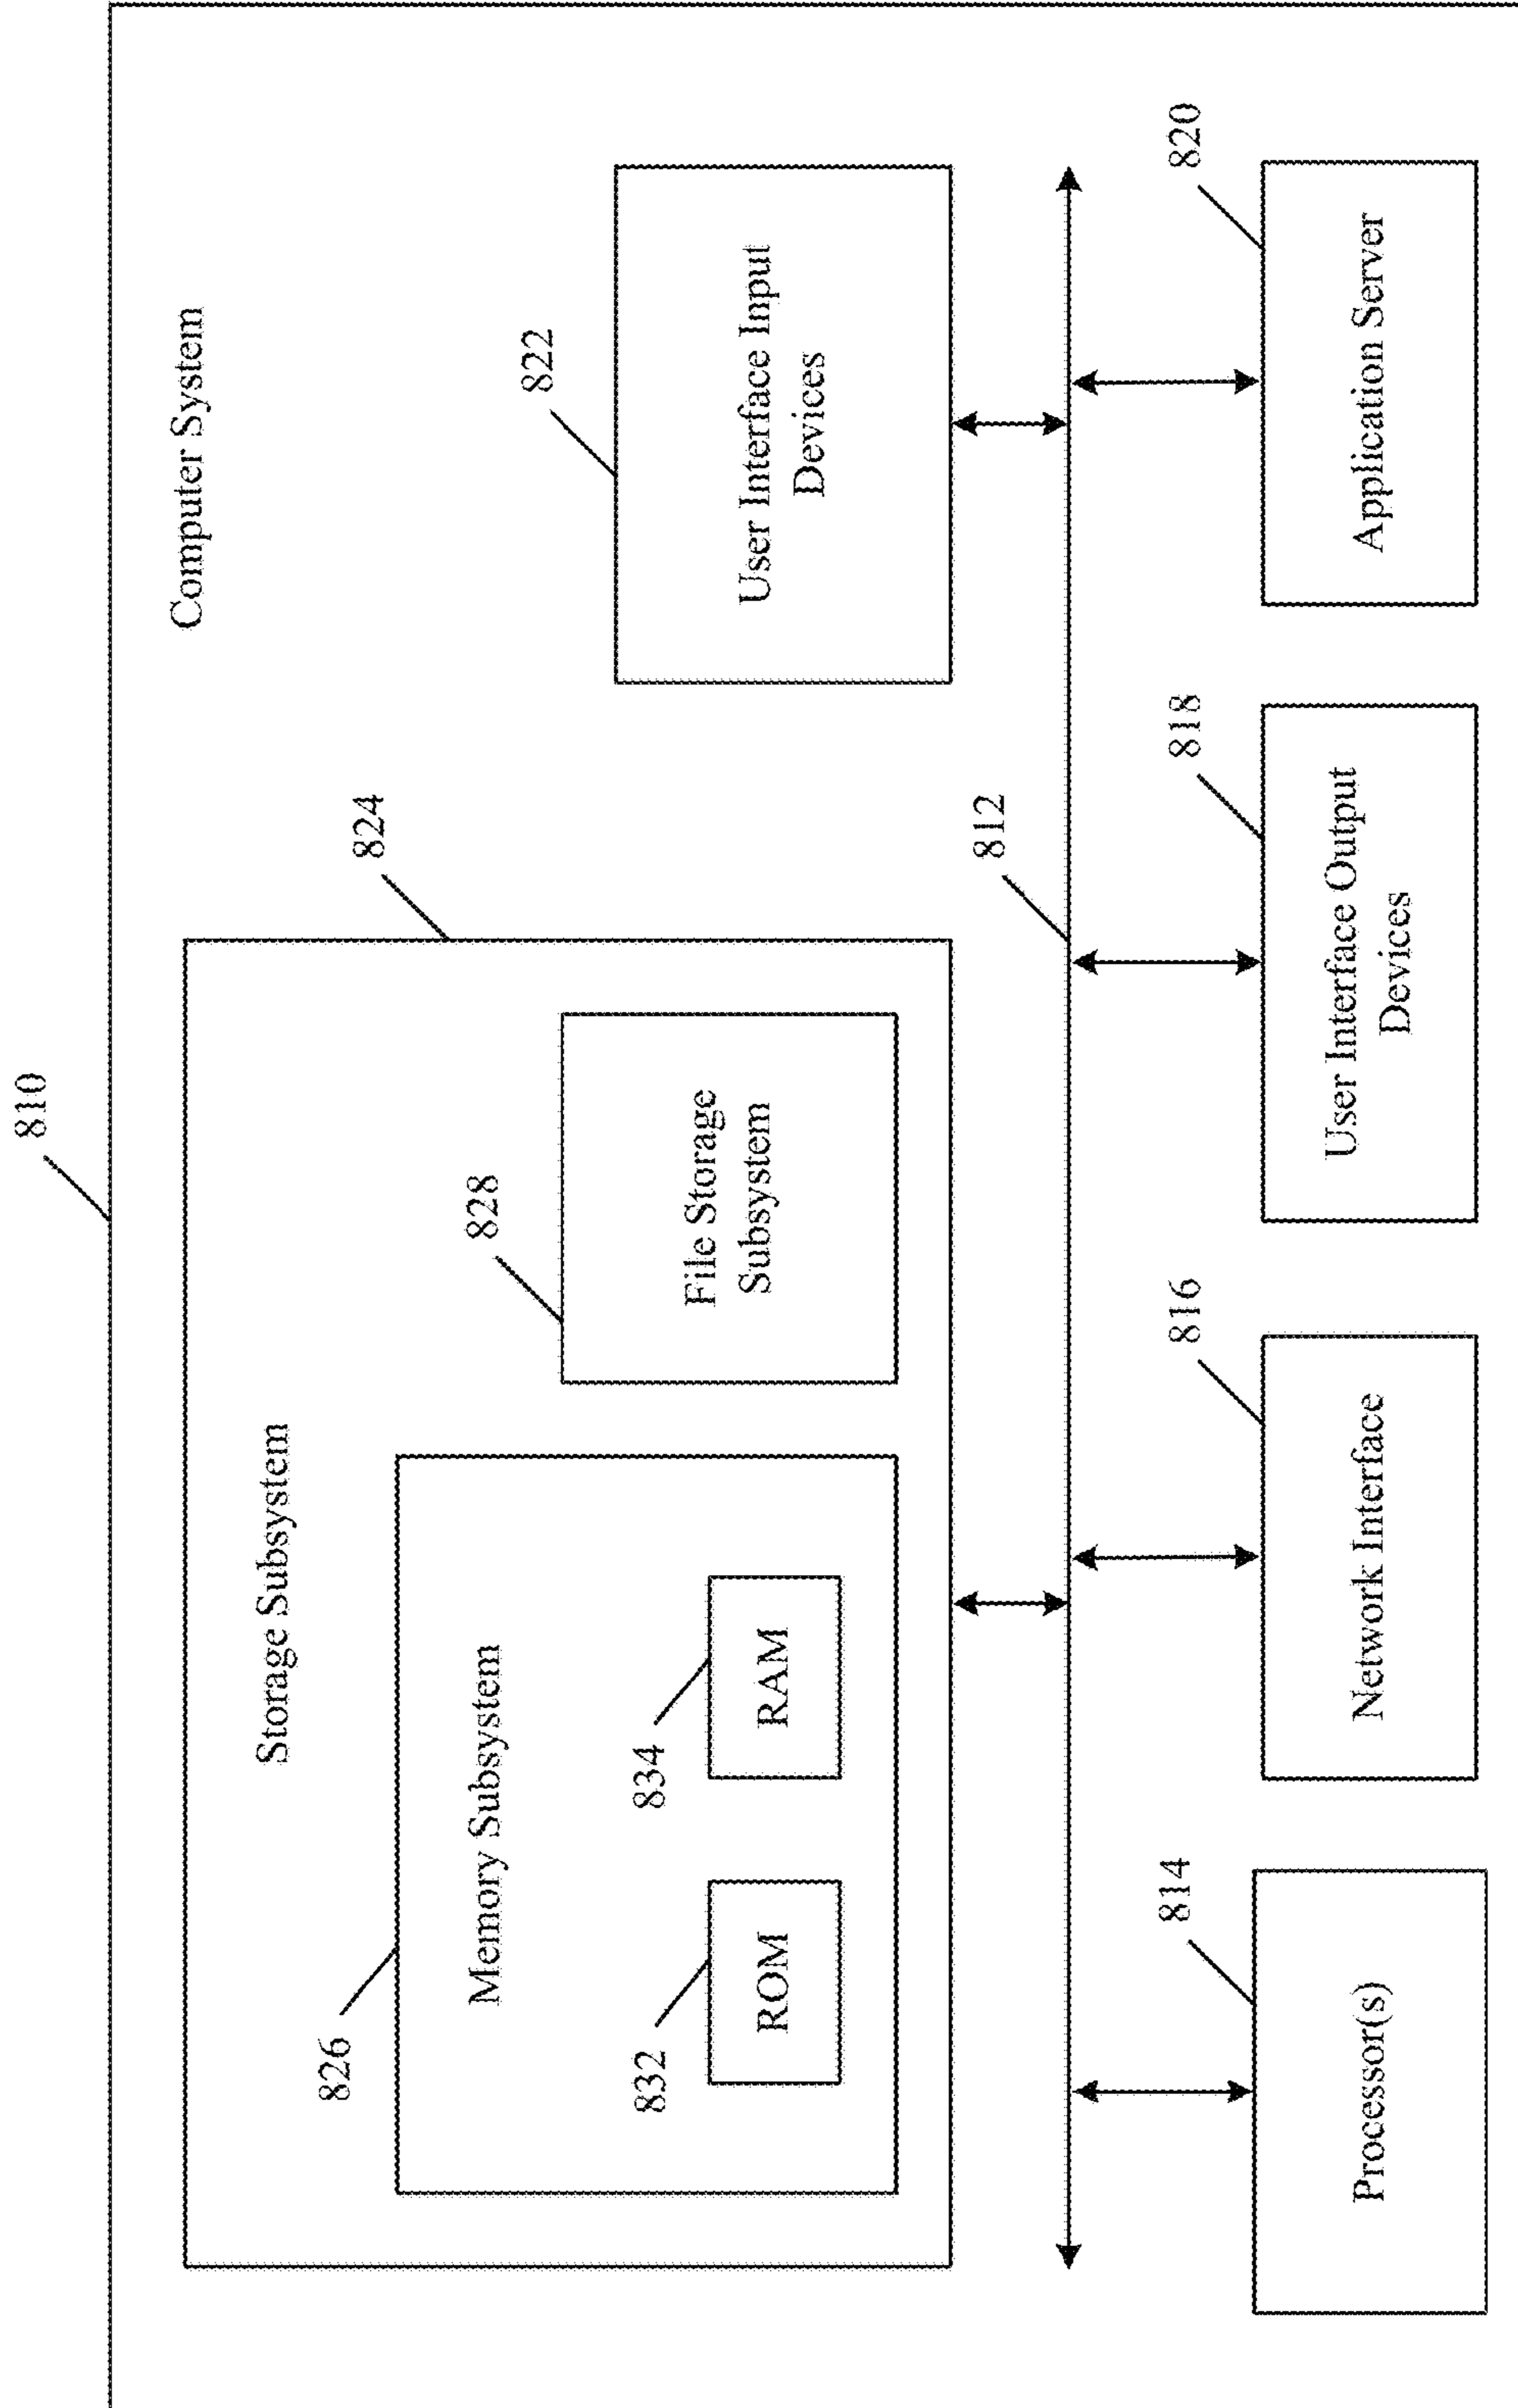 810
Computer System
Storage Subsystem
824
826
Memory Subsystem
828
822
832
ROM
834
RAM
File Storage
Subsystem
User Interface Input
Devices
812
814
816
818
820
Processor(s)
Network Interface
User Interface Output
Devices
Application Server